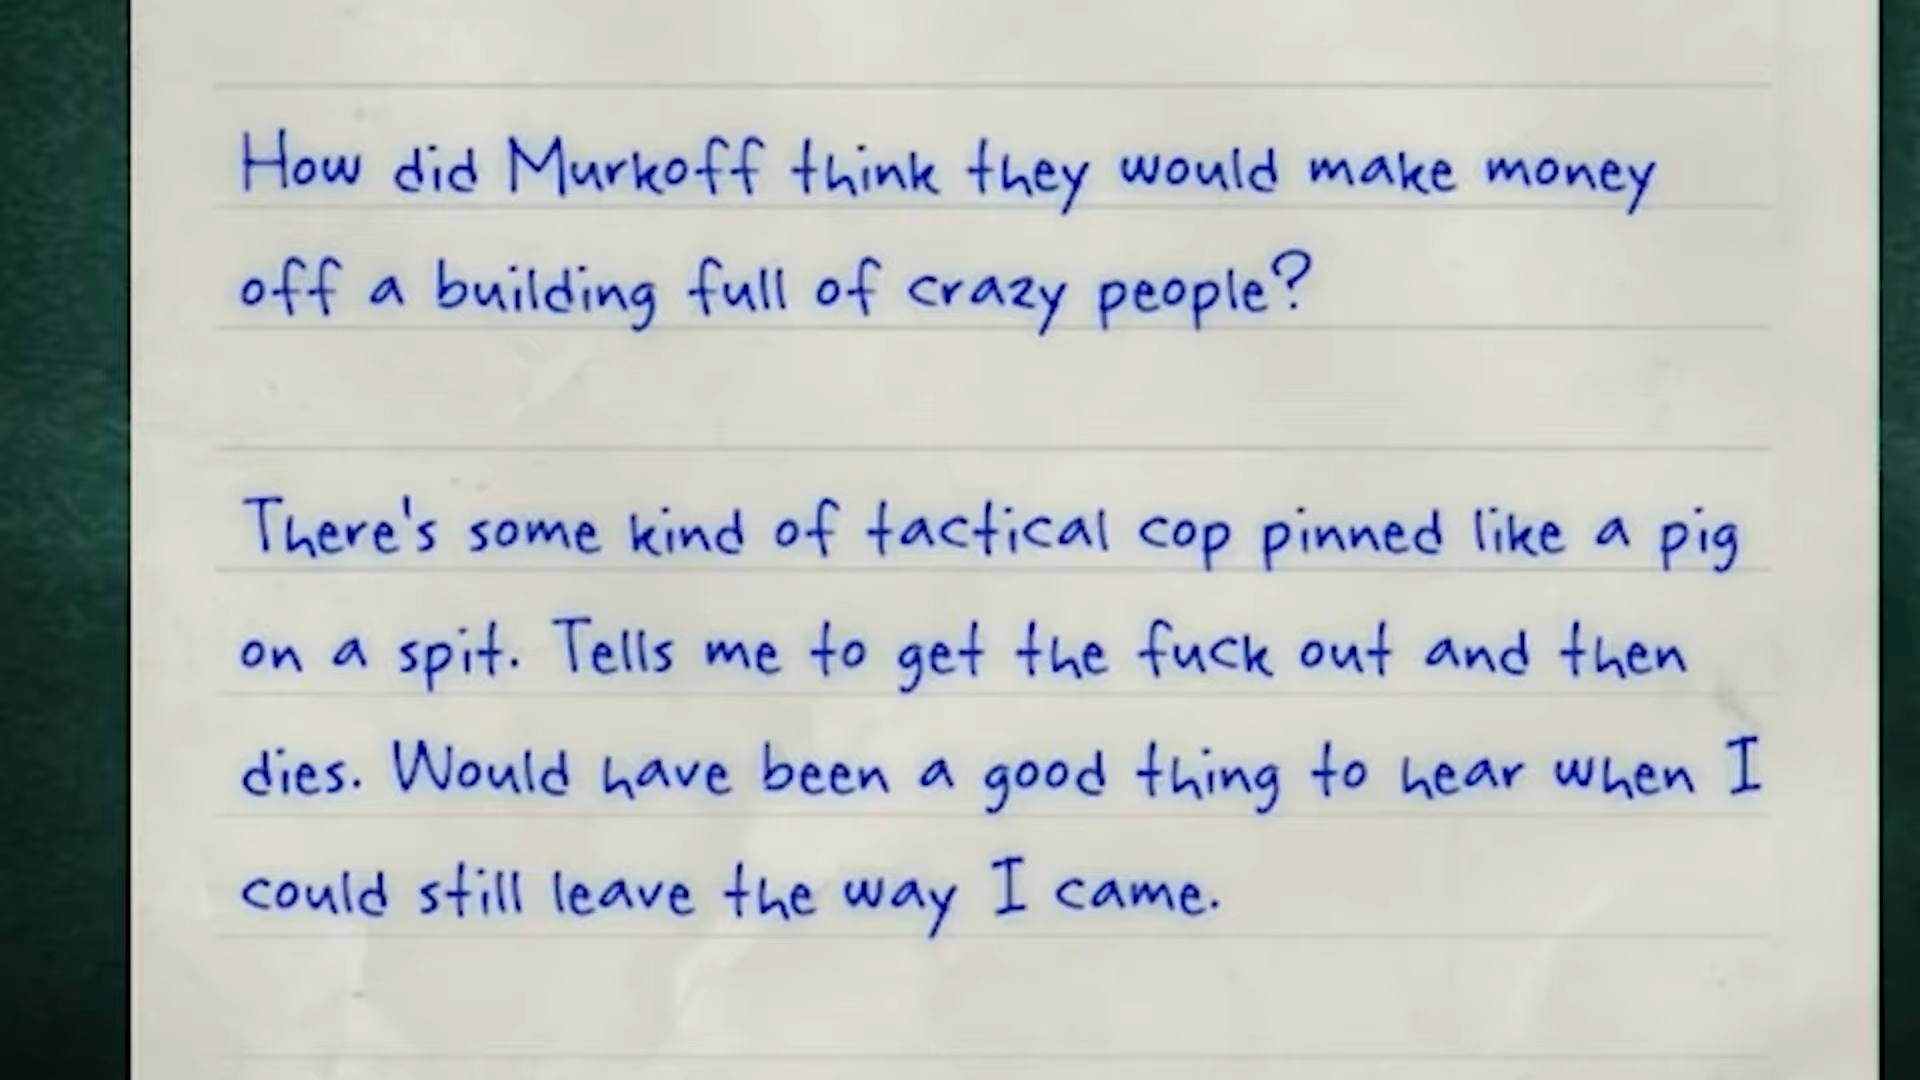 How did Murkoff think they would make money
off a building full of crazy people?
There's some kind of tactical cop pinned like a pig
on a spit. Tells me to get the fuck out and then
dies. Would have been a good thing to hear when I
could still leave the way I came.